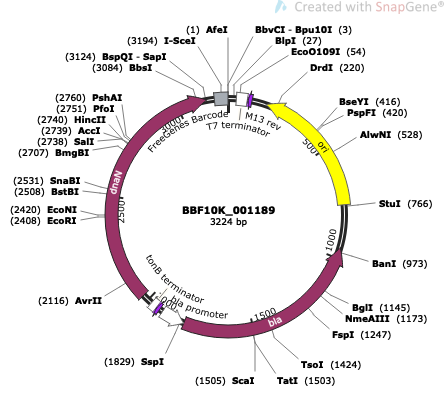 Created with SnapGene®
(1) AfeI
BbvCI - Bpu10I (3)
(3194) I-SceI
BlpI (27)
EcoO109I (54)
(3124) BspQI - SapI
(3084) BbsI
DrdI (220)
(2760) PshAI
(2751) PfoI
(2740) HincII
(2739) AccI
(2738) SalI
(2707) BmgBI
BseYI (416)
PspFI (420)
AlwNI (528)
FreeGenes Barcode
T7 terminator
M13 rev
ori
500
3000
(2531) SnaBI
(2508) BstBI
(2420) EcoNI
(2408) EcoRI
dnaN
2500
BBF10K_001189
3224 bp
StuI (766)
1000
BanI (973)
(2116) AvrII
tonB terminator
bla promoter
bla
1500
BglI (1145)
NmeAIII (1173)
FspI (1247)
TsoI (1424)
TatI (1503)
(1505) ScaI
(1829) SspI